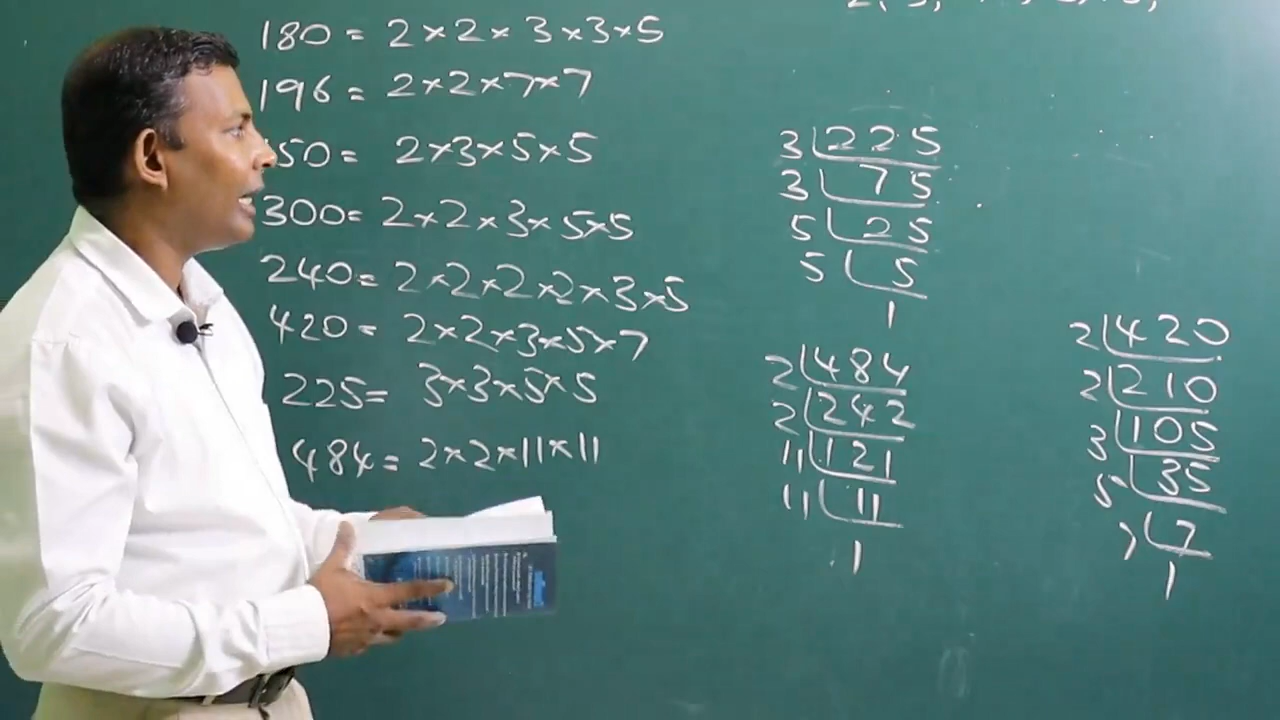 180 = 2×2×3×3×5
196 = 2×2×7×7
50 = 2×3×5×5
300 = 2×2×3×5×5
240 = 2×2×2×2×3×5
420 = 2×2×3×5×7
225 = 3×3×5×5
484 = 2×2×11×11
3 | 225
3 | 75
5 | 25
5 | 5
1
2 | 484
2 | 242
11 | 121
11 | 11
1
2 | 420
2 | 210
3 | 105
5 | 35
7 | 7
1